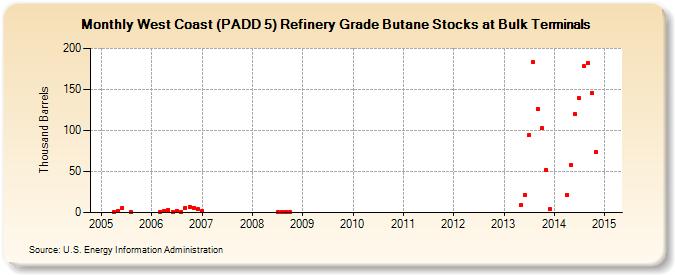 Monthly West Coast (PADD 5) Refinery Grade Butane Stocks at Bulk Terminals
Thousand Barrels
200
150
100
50
0
2005 2006 2007 2008 2009 2010 2011 2012 2013 2014 2015
Source: U.S. Energy Information Administration